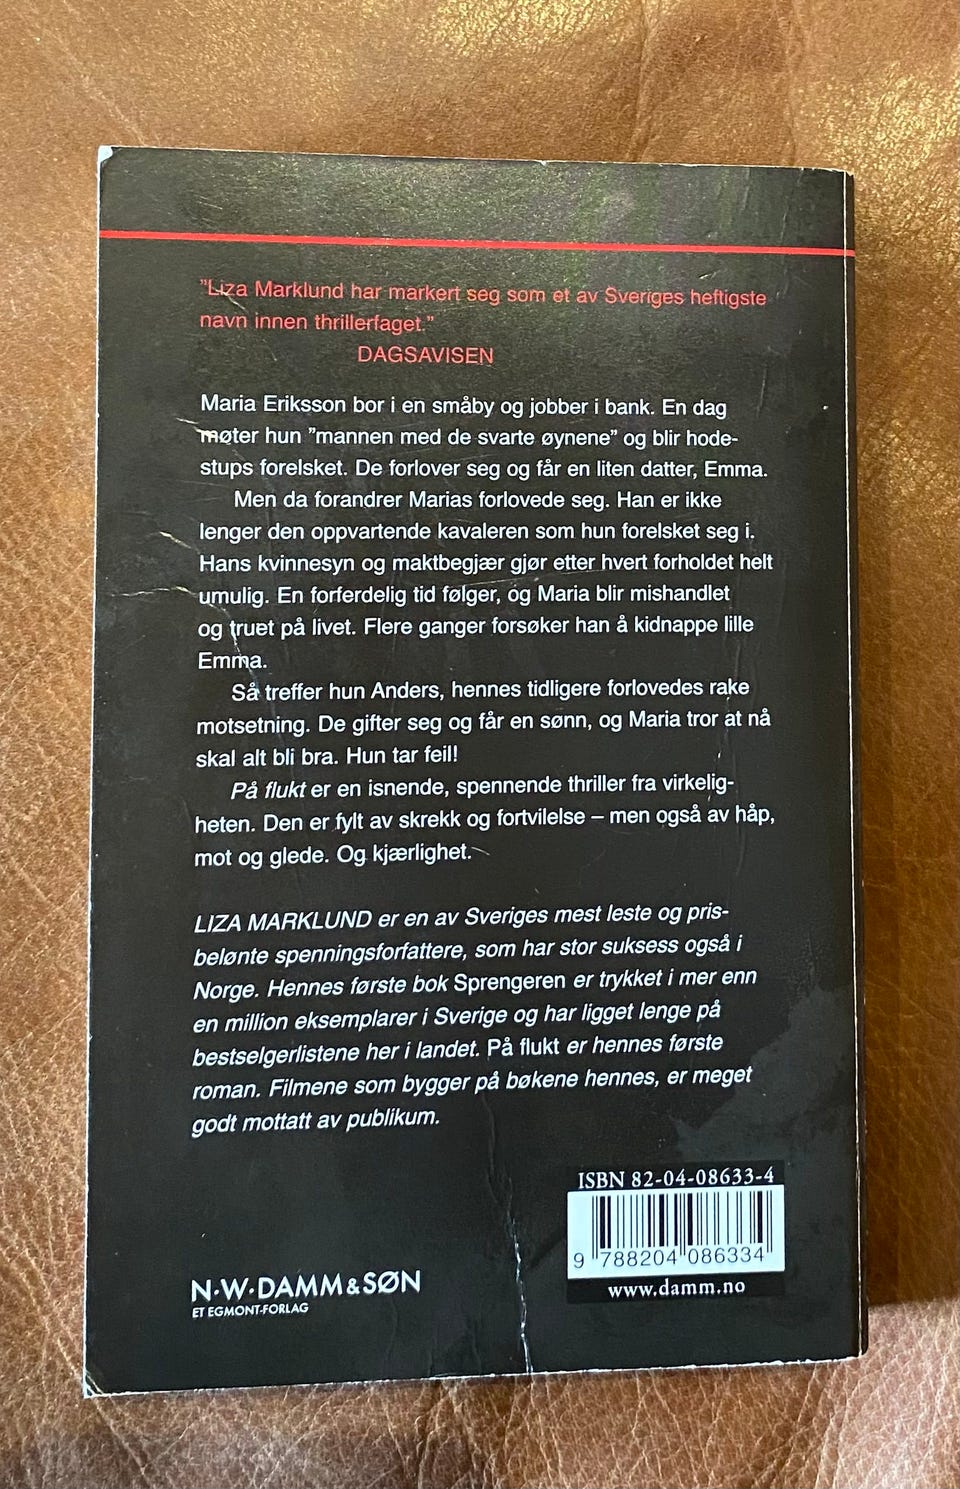 "Liza Marklund har markert seg som et av Sveriges heftigste
navn innen thrillerfaget."
DAGSAVISEN
Maria Eriksson bor i en småby og jobber i bank. En dag
møter hun "mannen med de svarte øynene" og blir hode-
stups forelsket. De forlover seg og får en liten datter, Emma.
Men da forandrer Marias forlovede seg. Han er ikke
lenger den oppvartende kavaleren som hun forelsket seg i.
Hans kvinnesyn og maktbegjær gjør etter hvert forholdet helt
umulig. En forferdelig tid følger, og Maria blir mishandlet
og truet på livet. Flere ganger forsøker han å kidnappe lille
Emma.
Så treffer hun Anders, hennes tidligere forlovedes rake
motsetning. De gifter seg og får en sønn, og Maria tror at nå
skal alt bli bra. Hun tar feil!
På flukt er en isnende, spennende thriller fra virkelig-
heten. Den er fylt av skrekk og fortvilelse – men også av håp,
mot og glede. Og kjærlighet.
LIZA MARKLUND er en av Sveriges mest leste og pris-
belønte spenningsforfattere, som har stor suksess også i
Norge. Hennes første bok Sprengeren er trykket i mer enn
en million eksemplarer i Sverige og har ligget lenge på
bestselgerlistene her i landet. På flukt er hennes første
roman. Filmene som bygger på bøkene hennes, er meget
godt mottatt av publikum.
ISBN 82-04-08633-4
9 788204 086334
www.damm.no
N·W·DAMM & SØN
ET EGMONT-FORLAG